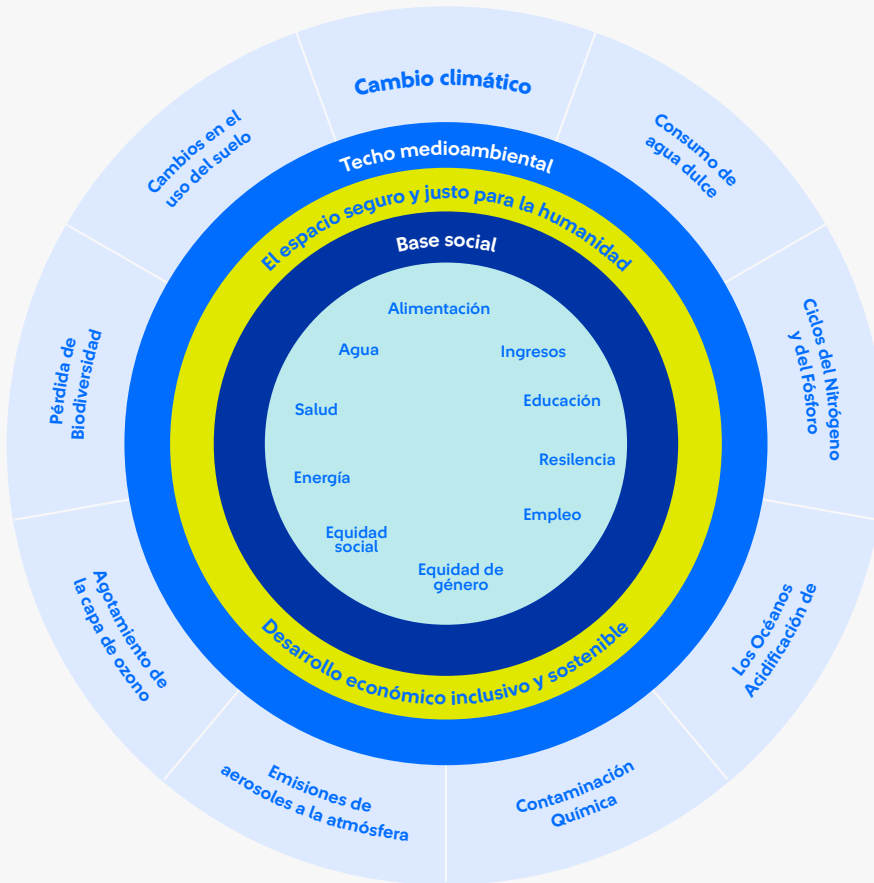 Cambio climático
Consumo de
agua dulce
Ciclos del Nitrógeno
y del Fósforo
Los Océanos
Acidificación de
Contaminación
Química
Emisiones de
aerosoles a la atmósfera
Agotamiento de
la capa de ozono
Pérdida de
Biodiversidad
Cambios en el
uso del suelo
Techo medioambiental
El espacio seguro y justo para la humanidad
Base social
Alimentación
Ingresos
Educación
Resilencia
Empleo
Equidad de
género
Equidad
social
Energía
Salud
Agua
Desarrollo económico inclusivo y sostenible